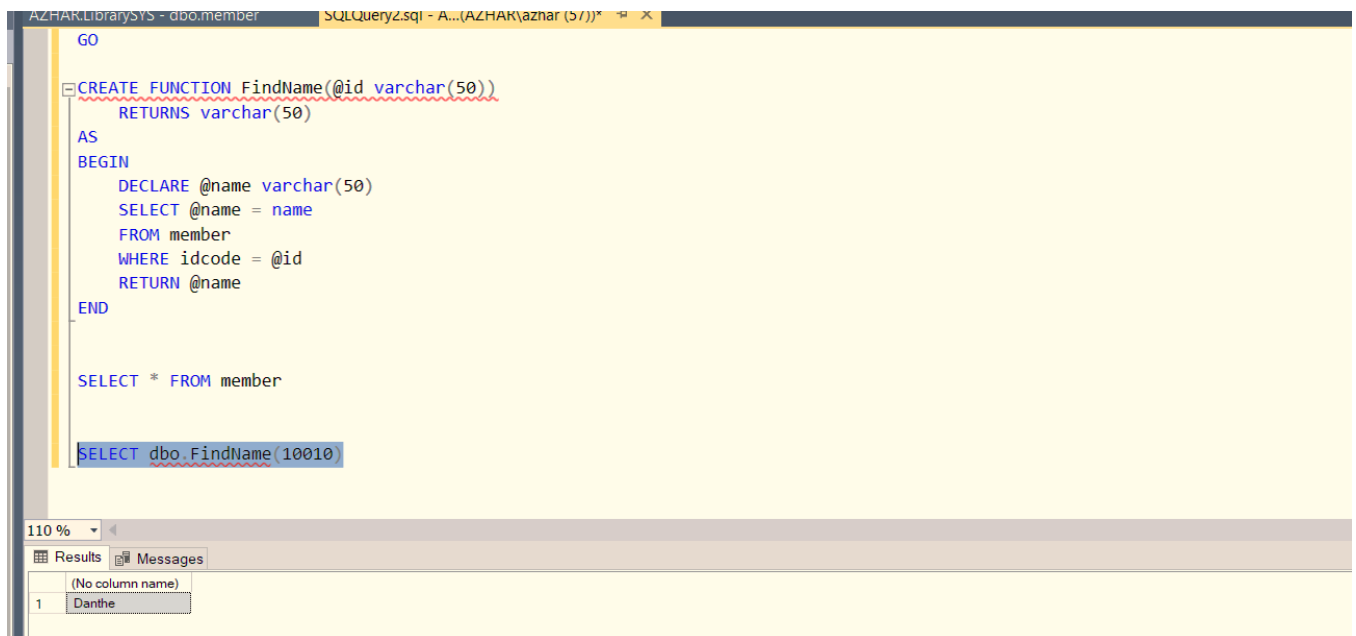 AZHAR.LibrarySYS - dbo.member SQLQuery2.sql - A...(AZHAR\azhar (57))*
GO
CREATE FUNCTION FindName(@id varchar(50))
RETURNS varchar(50)
AS
BEGIN
DECLARE @name varchar(50)
SELECT @name = name
FROM member
WHERE idcode = @id
RETURN @name
END
SELECT * FROM member
SELECT dbo.FindName(10010)
110 %
Results Messages
(No column name)
1 Danthe